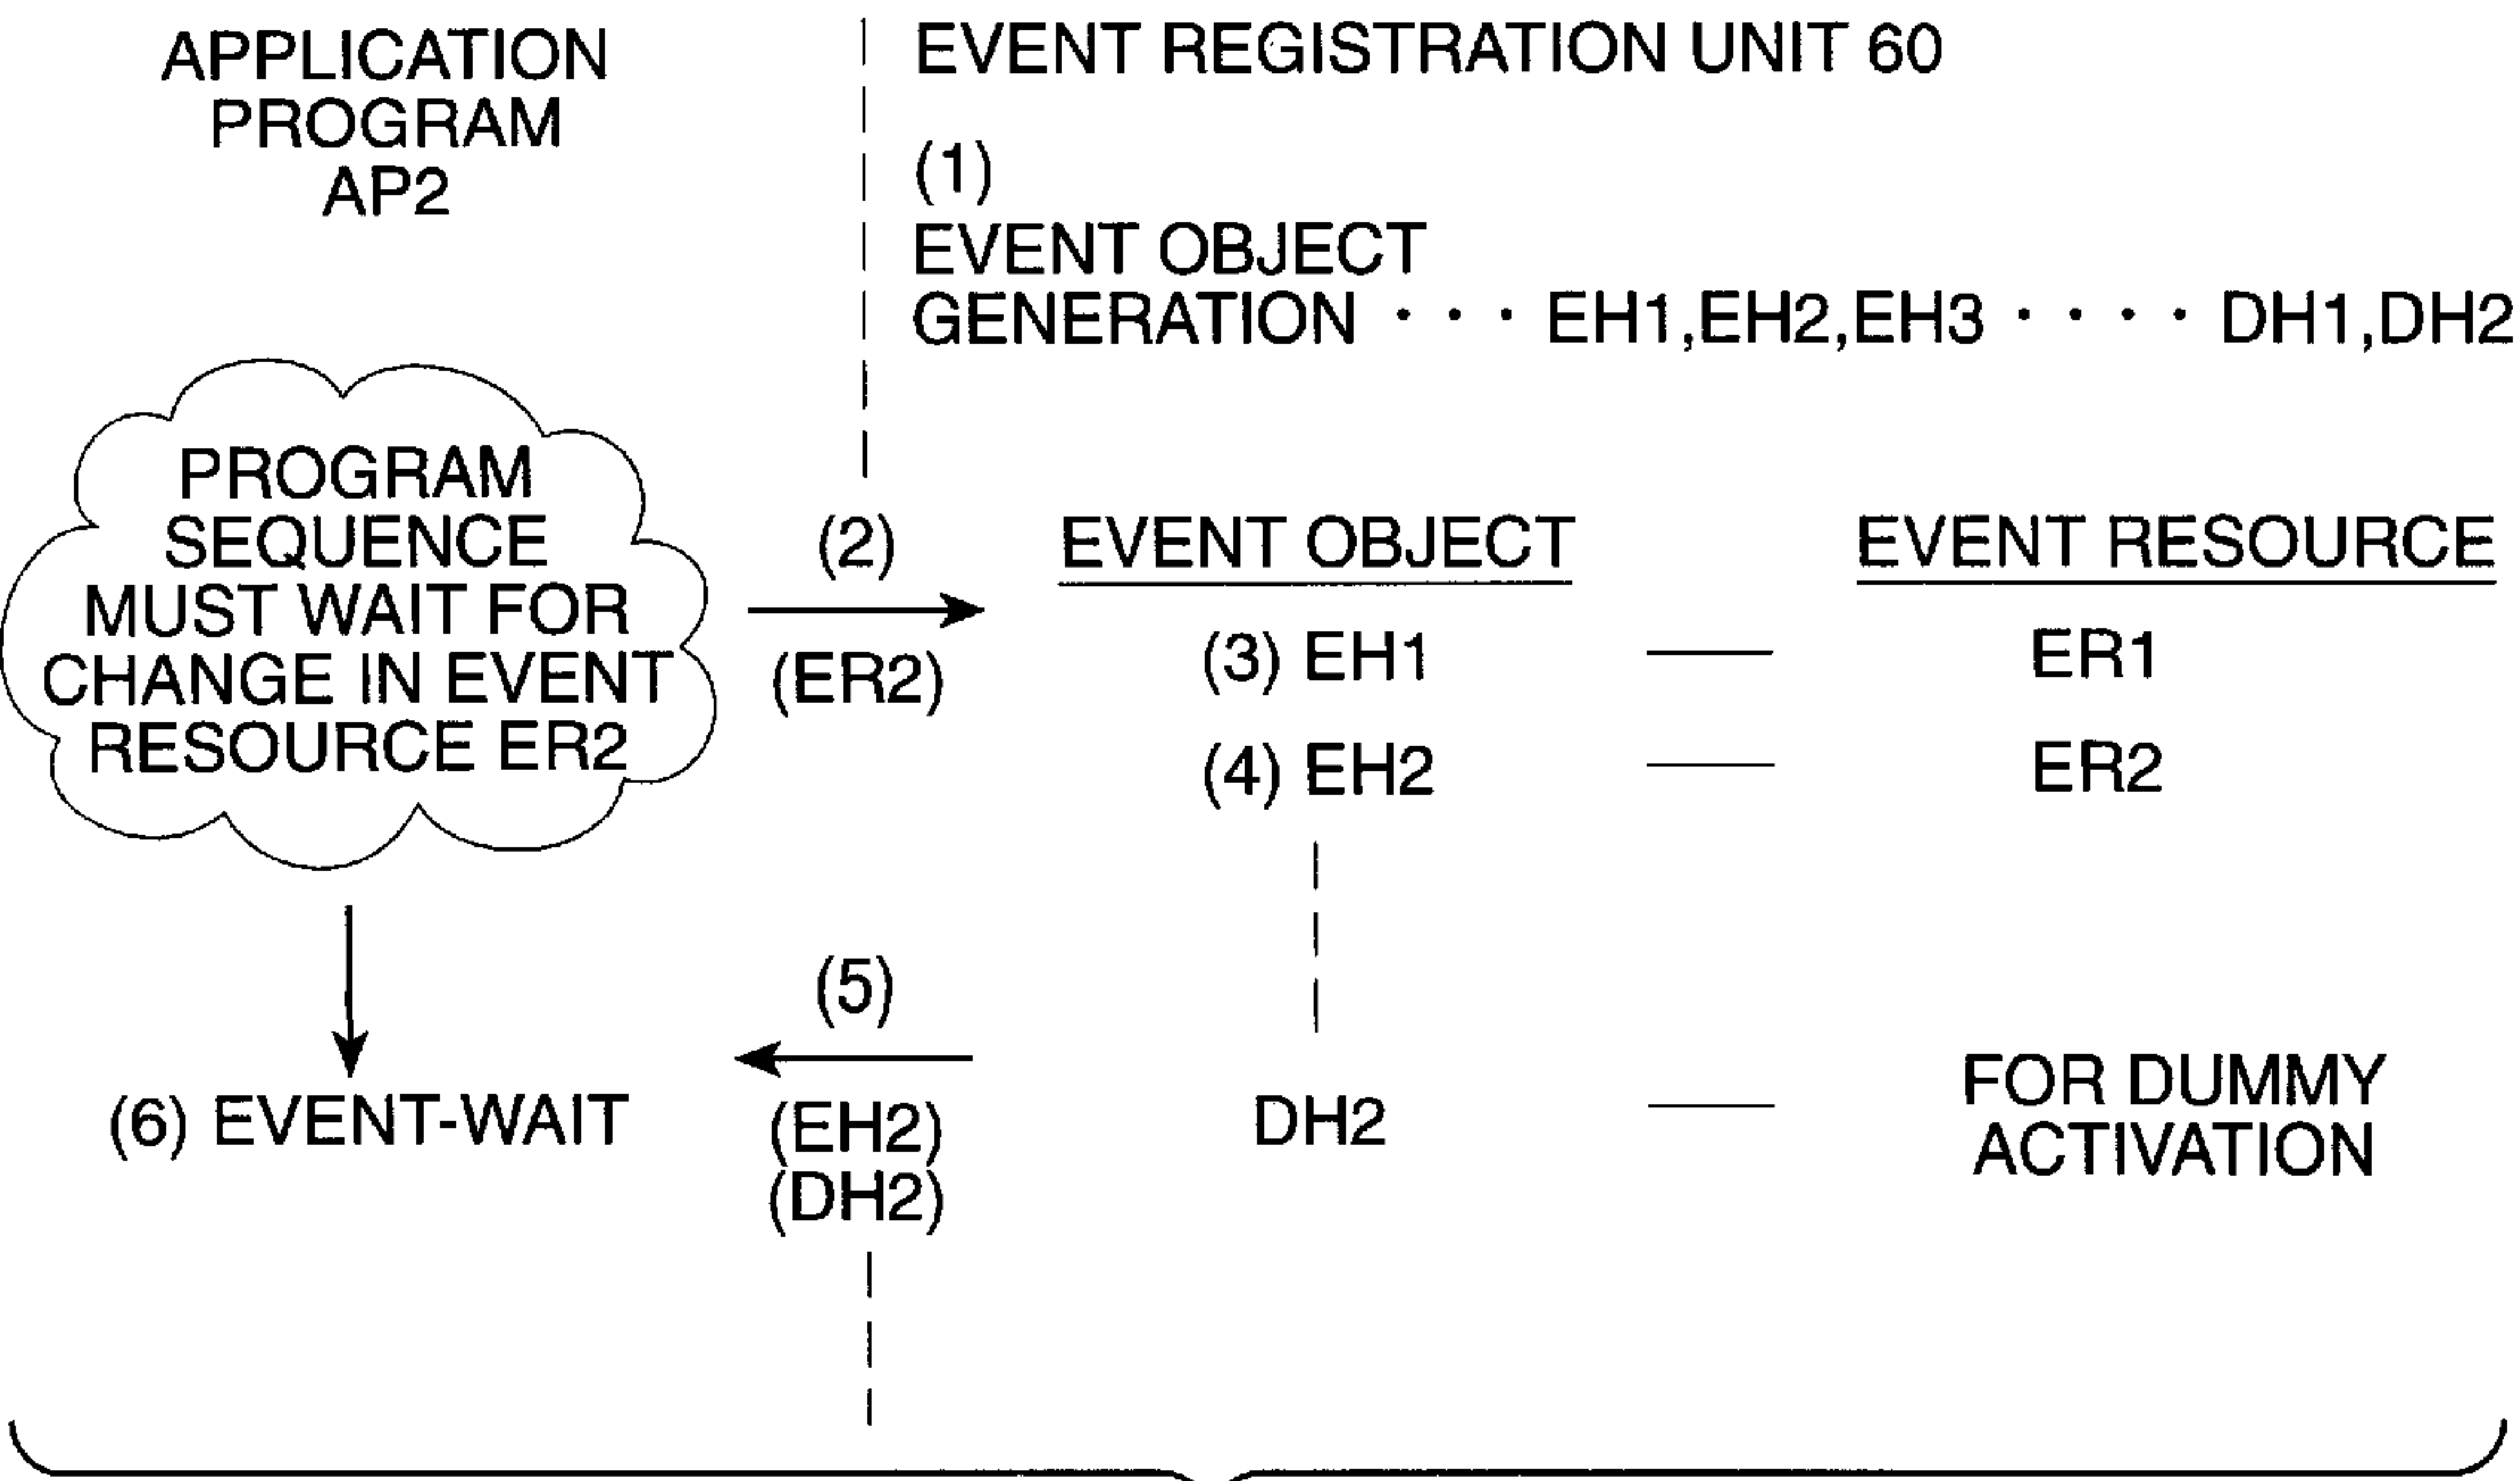 APPLICATION
PROGRAM
AP2
EVENT REGISTRATION UNIT 60
(1)
EVENT OBJECT
GENERATION · · · EH1,EH2,EH3 · · · · DH1,DH2
PROGRAM
SEQUENCE
MUST WAIT FOR
CHANGE IN EVENT
RESOURCE ER2
(2)
(ER2)
EVENT OBJECT EVENT RESOURCE
(3) EH1 — ER1
(4) EH2 — ER2
(5)
(EH2)
(DH2)
DH2 — FOR DUMMY
ACTIVATION
(6) EVENT-WAIT